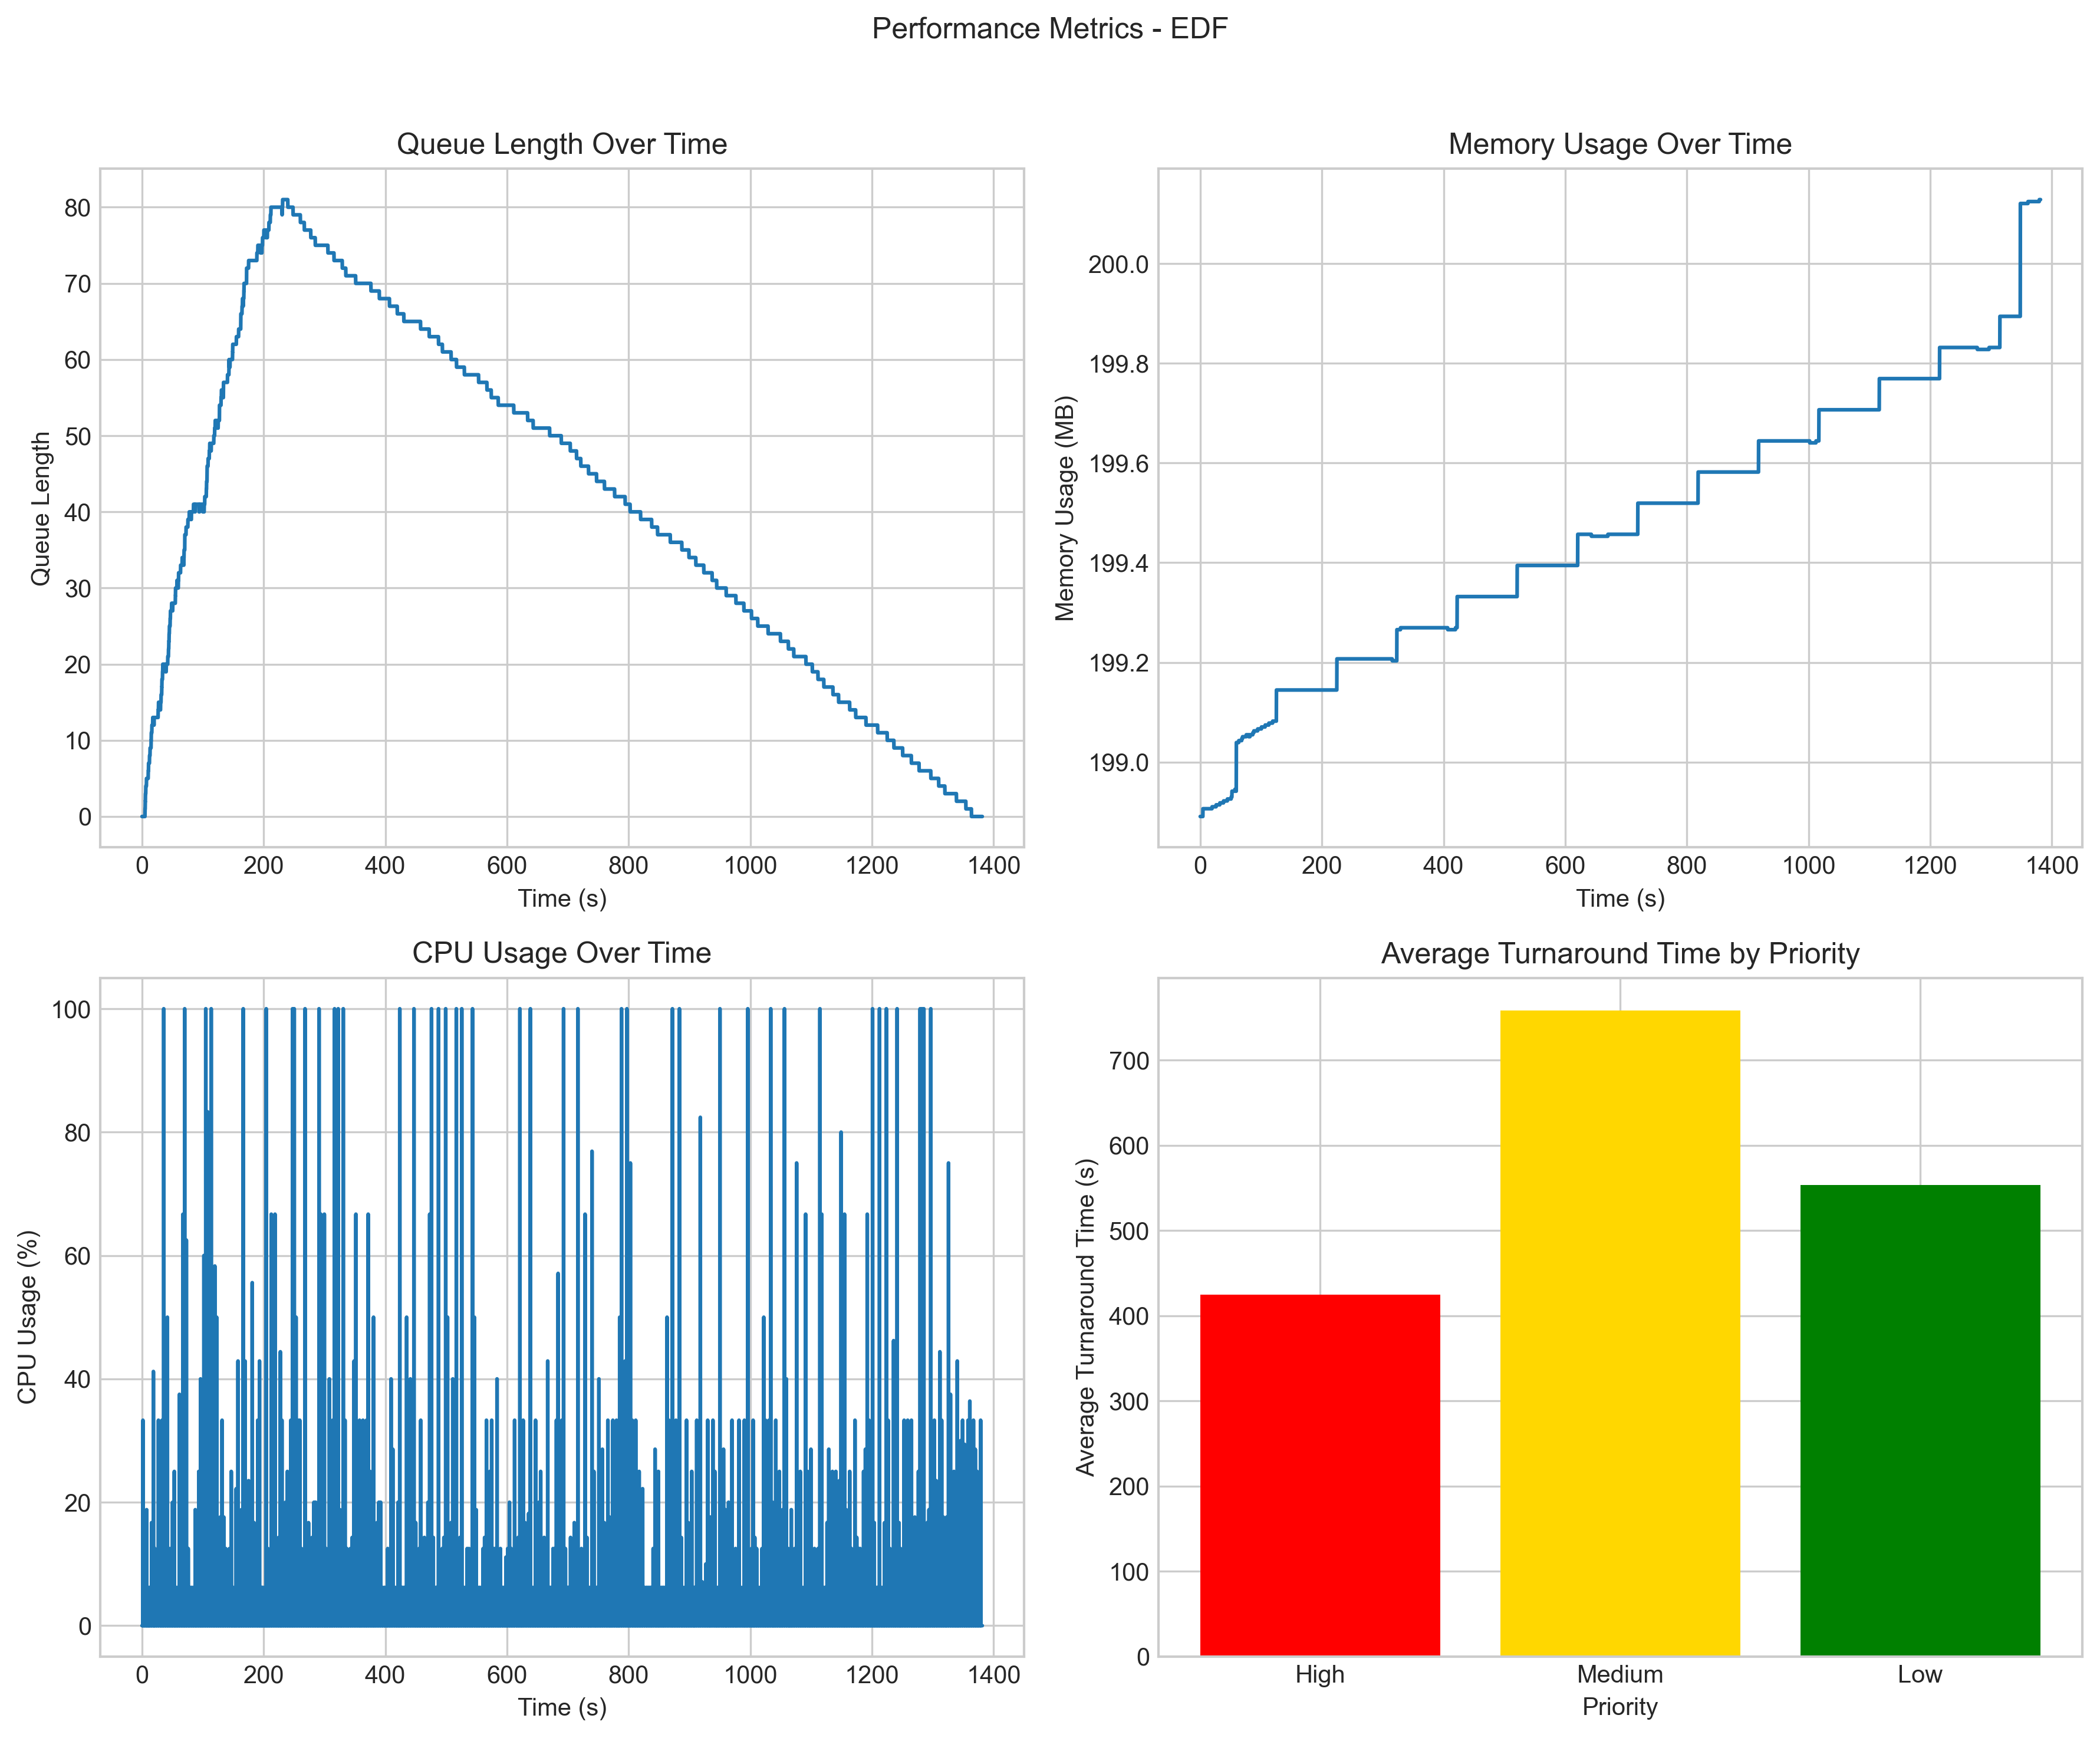 Performance Metrics - EDF
Queue Length Over Time
80
70
60
50
40
30
20
10
0
Queue Length
0 200 400 600 800 1000 1200 1400
Time (s)
Memory Usage Over Time
200.0
199.8
199.6
199.4
199.2
199.0
Memory Usage (MB)
0 200 400 600 800 1000 1200 1400
Time (s)
CPU Usage Over Time
100
80
60
40
20
0
CPU Usage (%)
0 200 400 600 800 1000 1200 1400
Time (s)
Average Turnaround Time by Priority
700
600
500
400
300
200
100
0
Average Turnaround Time (s)
High Medium Low
Priority